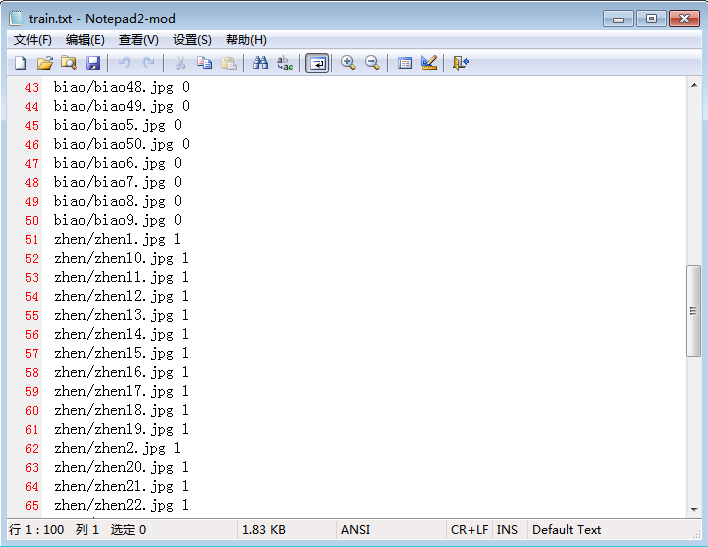 train.txt - Notepad2-mod
文件(F) 编辑(E) 查看(V) 设置(S) 帮助(H)
43 biao/biao48.jpg 0
44 biao/biao49.jpg 0
45 biao/biao5.jpg 0
46 biao/biao50.jpg 0
47 biao/biao6.jpg 0
48 biao/biao7.jpg 0
49 biao/biao8.jpg 0
50 biao/biao9.jpg 0
51 zhen/zhen1.jpg 1
52 zhen/zhen10.jpg 1
53 zhen/zhen11.jpg 1
54 zhen/zhen12.jpg 1
55 zhen/zhen13.jpg 1
56 zhen/zhen14.jpg 1
57 zhen/zhen15.jpg 1
58 zhen/zhen16.jpg 1
59 zhen/zhen17.jpg 1
60 zhen/zhen18.jpg 1
61 zhen/zhen19.jpg 1
62 zhen/zhen2.jpg 1
63 zhen/zhen20.jpg 1
64 zhen/zhen21.jpg 1
65 zhen/zhen22.jpg 1
行 1 : 100 列 1 选定 0 1.83 KB ANSI CR+LF INS Default Text